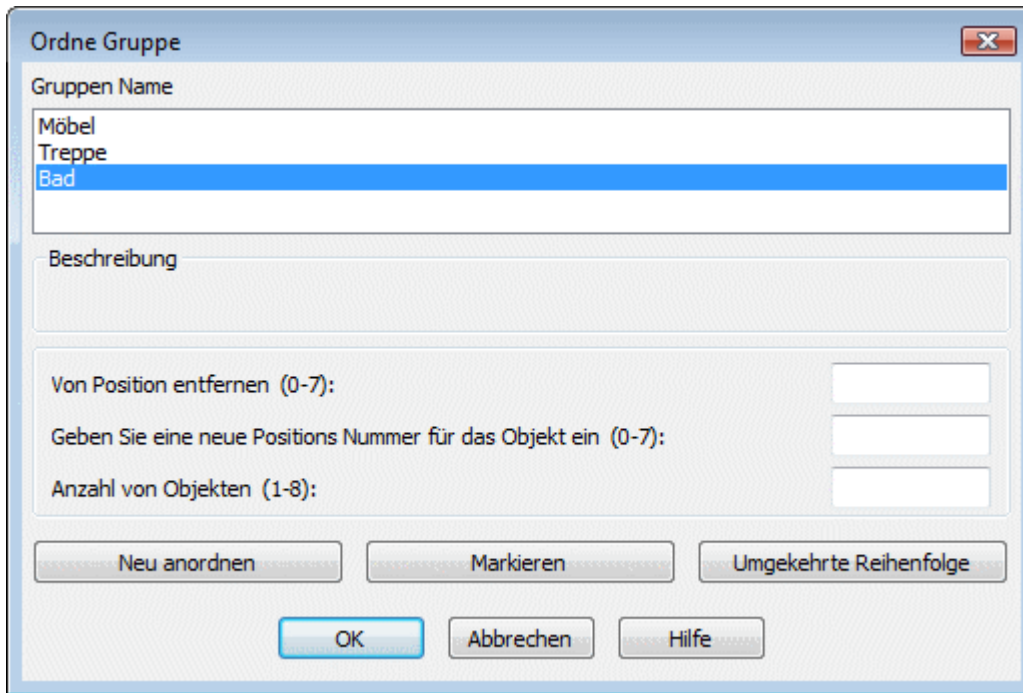 Ordne Gruppe
Gruppen Name
Möbel
Treppe
Bad
Beschreibung
Von Position entfernen (0-7):
Geben Sie eine neue Positions Nummer für das Objekt ein (0-7):
Anzahl von Objekten (1-8):
Neu anordnen Markieren Umgekehrte Reihenfolge
OK Abbrechen Hilfe